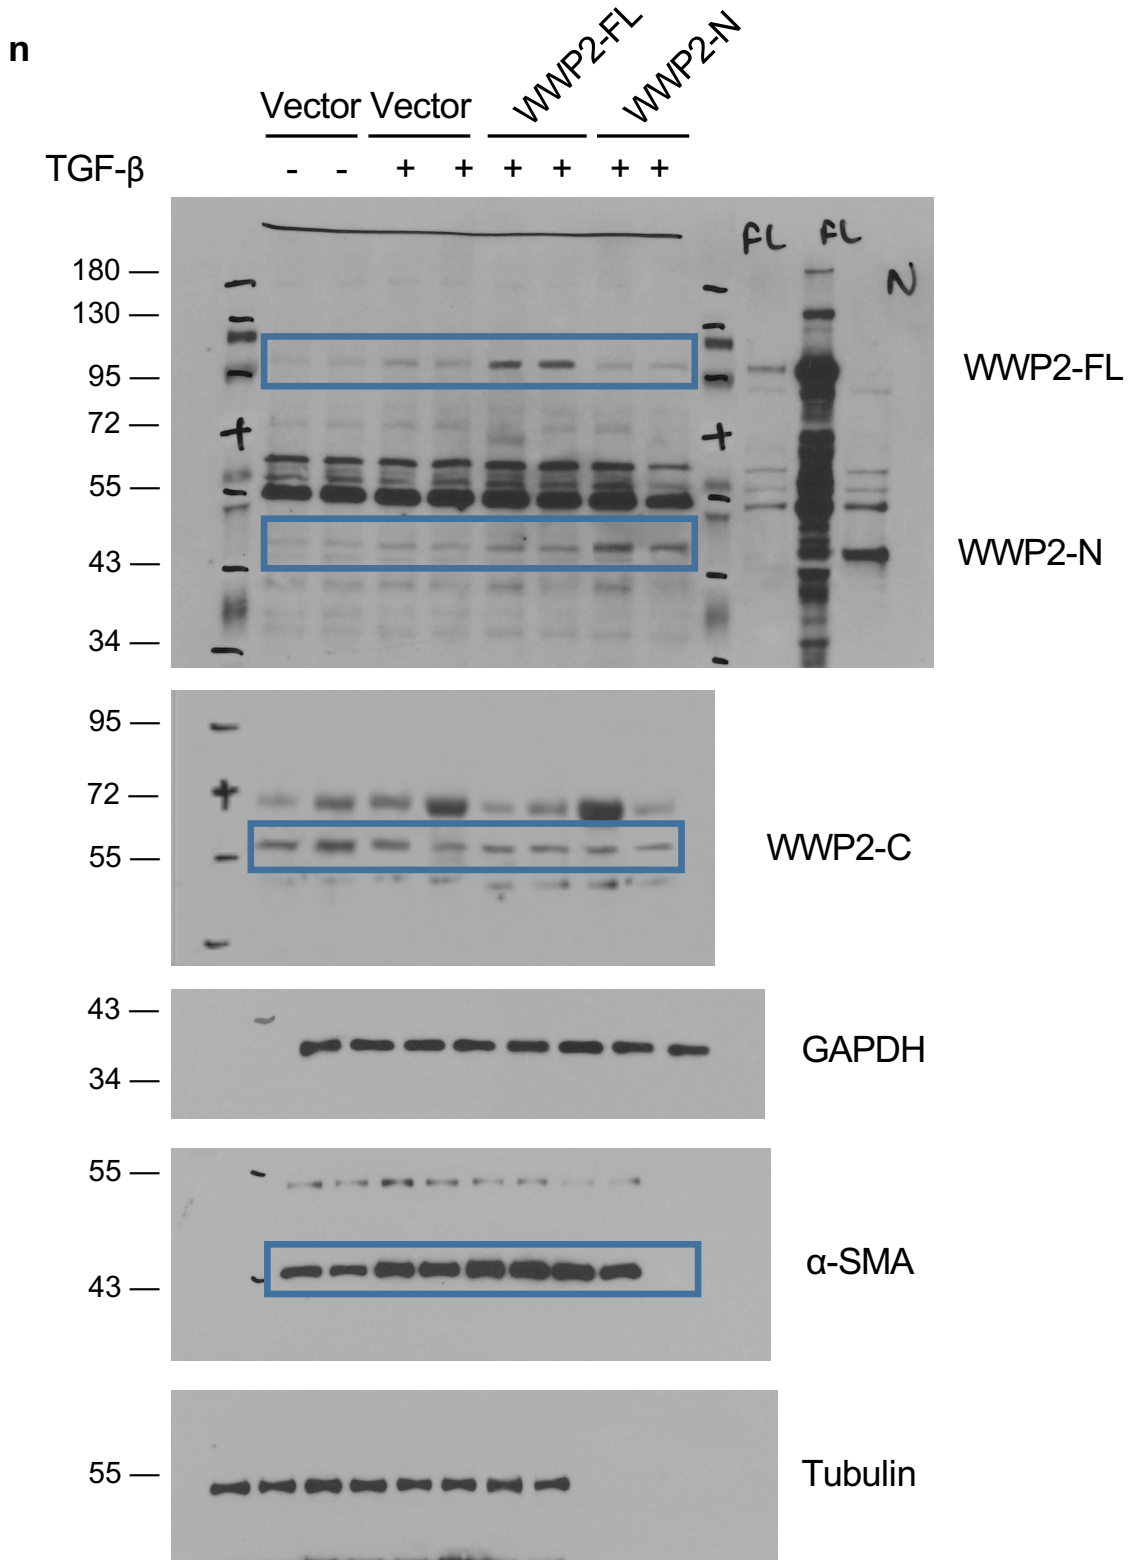 n
Vector Vector WWP2-FL WWP2-N
TGF-β - - + + + + + +
FL FL N
180
130
95
72
55
43
34
WWP2-FL
WWP2-N
95
72
55
WWP2-C
43
34
GAPDH
55
43
α-SMA
55
Tubulin